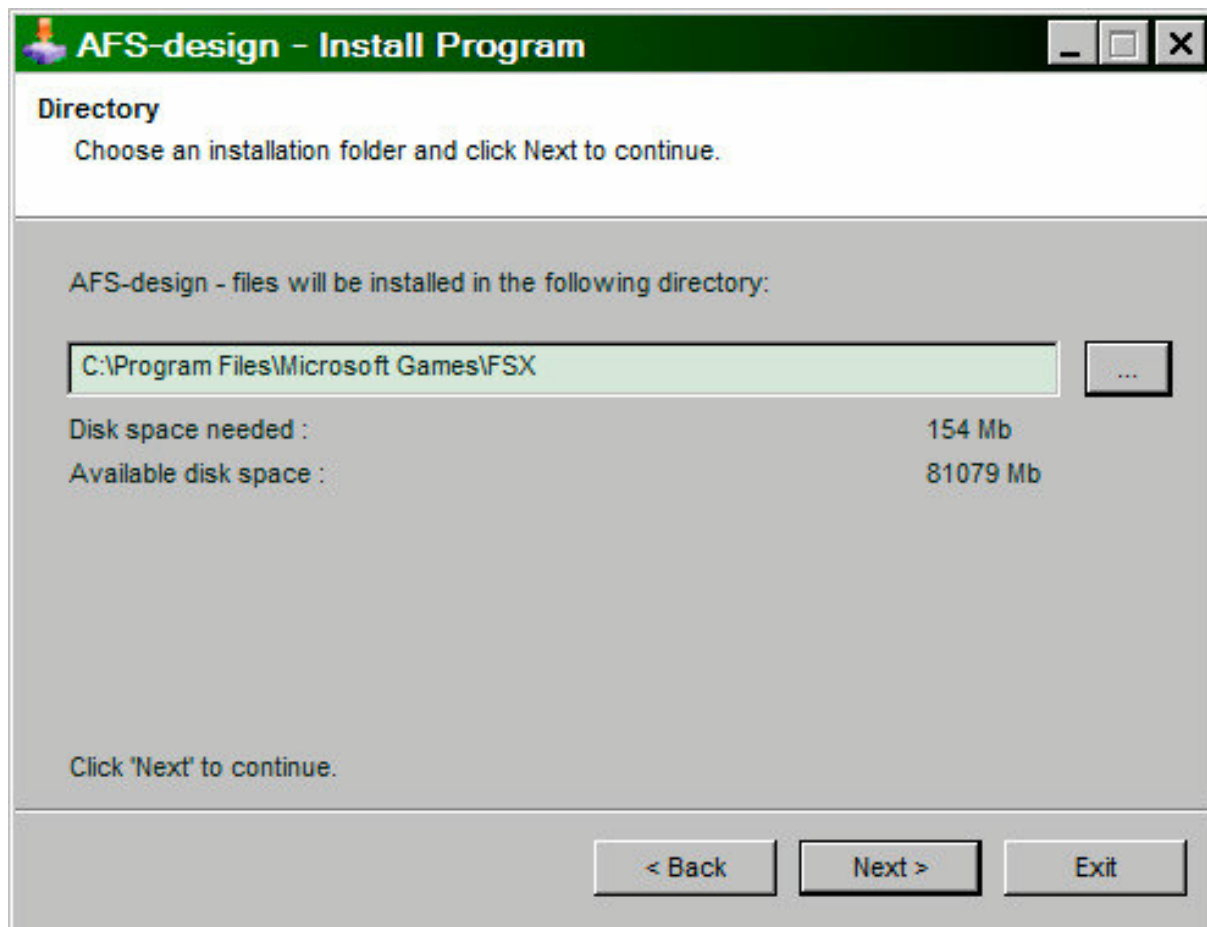 AFS-design - Install Program
Directory
Choose an installation folder and click Next to continue.
AFS-design - files will be installed in the following directory:
C:\Program Files\Microsoft Games\FSX
...
Disk space needed : 154 Mb
Available disk space : 81079 Mb
Click 'Next' to continue.
< Back Next > Exit